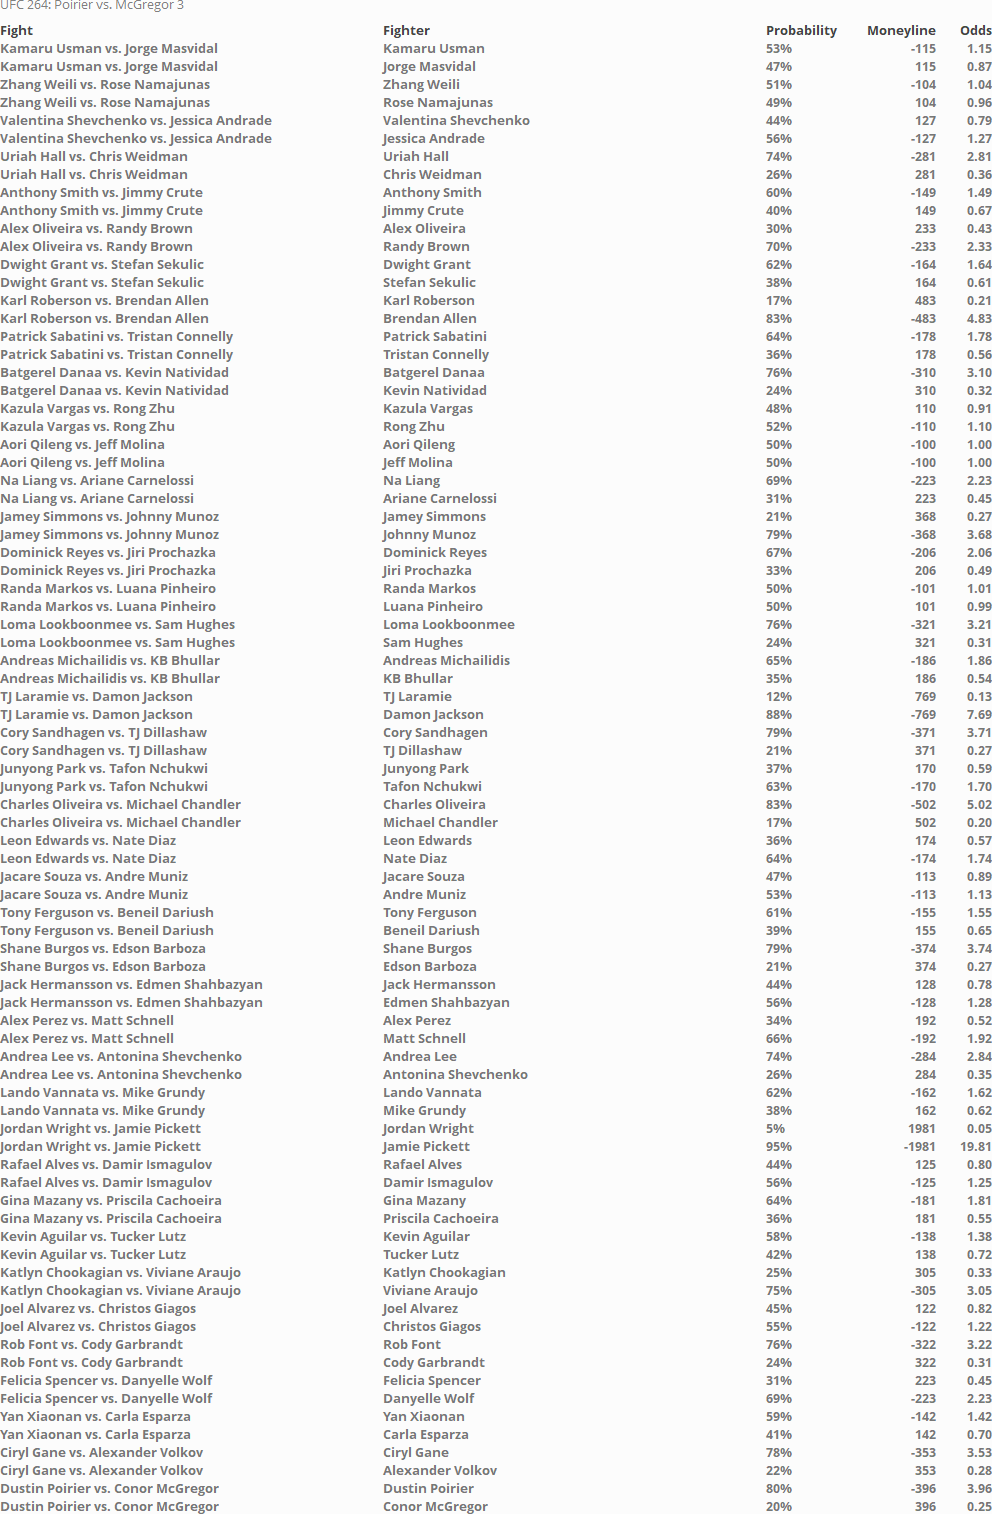 UFC 264: Poirier vs. McGregor 3
Fight Fighter Probability Moneyline Odds
Kamaru Usman vs. Jorge Masvidal Kamaru Usman 53% -115 1.15
Kamaru Usman vs. Jorge Masvidal Jorge Masvidal 47% 115 0.87
Zhang Weili vs. Rose Namajunas Zhang Weili 51% -104 1.04
Zhang Weili vs. Rose Namajunas Rose Namajunas 49% 104 0.96
Valentina Shevchenko vs. Jessica Andrade Valentina Shevchenko 44% 127 0.79
Valentina Shevchenko vs. Jessica Andrade Jessica Andrade 56% -127 1.27
Uriah Hall vs. Chris Weidman Uriah Hall 74% -281 2.81
Uriah Hall vs. Chris Weidman Chris Weidman 26% 281 0.36
Anthony Smith vs. Jimmy Crute Anthony Smith 60% -149 1.49
Anthony Smith vs. Jimmy Crute Jimmy Crute 40% 149 0.67
Alex Oliveira vs. Randy Brown Alex Oliveira 30% 233 0.43
Alex Oliveira vs. Randy Brown Randy Brown 70% -233 2.33
Dwight Grant vs. Stefan Sekulic Dwight Grant 62% -164 1.64
Dwight Grant vs. Stefan Sekulic Stefan Sekulic 38% 164 0.61
Karl Roberson vs. Brendan Allen Karl Roberson 17% 483 0.21
Karl Roberson vs. Brendan Allen Brendan Allen 83% -483 4.83
Patrick Sabatini vs. Tristan Connelly Patrick Sabatini 64% -178 1.78
Patrick Sabatini vs. Tristan Connelly Tristan Connelly 36% 178 0.56
Batgerel Danaa vs. Kevin Natividad Batgerel Danaa 76% -310 3.10
Batgerel Danaa vs. Kevin Natividad Kevin Natividad 24% 310 0.32
Kazula Vargas vs. Rong Zhu Kazula Vargas 48% 110 0.91
Kazula Vargas vs. Rong Zhu Rong Zhu 52% -110 1.10
Aori Qileng vs. Jeff Molina Aori Qileng 50% -100 1.00
Aori Qileng vs. Jeff Molina Jeff Molina 50% -100 1.00
Na Liang vs. Ariane Carnelossi Na Liang 69% -223 2.23
Na Liang vs. Ariane Carnelossi Ariane Carnelossi 31% 223 0.45
Jamey Simmons vs. Johnny Munoz Jamey Simmons 21% 368 0.27
Jamey Simmons vs. Johnny Munoz Johnny Munoz 79% -368 3.68
Dominick Reyes vs. Jiri Prochazka Dominick Reyes 67% -206 2.06
Dominick Reyes vs. Jiri Prochazka Jiri Prochazka 33% 206 0.49
Randa Markos vs. Luana Pinheiro Randa Markos 50% -101 1.01
Randa Markos vs. Luana Pinheiro Luana Pinheiro 50% 101 0.99
Loma Lookboonmee vs. Sam Hughes Loma Lookboonmee 76% -321 3.21
Loma Lookboonmee vs. Sam Hughes Sam Hughes 24% 321 0.31
Andreas Michailidis vs. KB Bhullar Andreas Michailidis 65% -186 1.86
Andreas Michailidis vs. KB Bhullar KB Bhullar 35% 186 0.54
TJ Laramie vs. Damon Jackson TJ Laramie 12% 769 0.13
TJ Laramie vs. Damon Jackson Damon Jackson 88% -769 7.69
Cory Sandhagen vs. TJ Dillashaw Cory Sandhagen 79% -371 3.71
Cory Sandhagen vs. TJ Dillashaw TJ Dillashaw 21% 371 0.27
Junyong Park vs. Tafon Nchukwi Junyong Park 37% 170 0.59
Junyong Park vs. Tafon Nchukwi Tafon Nchukwi 63% -170 1.70
Charles Oliveira vs. Michael Chandler Charles Oliveira 83% -502 5.02
Charles Oliveira vs. Michael Chandler Michael Chandler 17% 502 0.20
Leon Edwards vs. Nate Diaz Leon Edwards 36% 174 0.57
Leon Edwards vs. Nate Diaz Nate Diaz 64% -174 1.74
Jacare Souza vs. Andre Muniz Jacare Souza 47% 113 0.89
Jacare Souza vs. Andre Muniz Andre Muniz 53% -113 1.13
Tony Ferguson vs. Beneil Dariush Tony Ferguson 61% -155 1.55
Tony Ferguson vs. Beneil Dariush Beneil Dariush 39% 155 0.65
Shane Burgos vs. Edson Barboza Shane Burgos 79% -374 3.74
Shane Burgos vs. Edson Barboza Edson Barboza 21% 374 0.27
Jack Hermansson vs. Edmen Shahbazyan Jack Hermansson 44% 128 0.78
Jack Hermansson vs. Edmen Shahbazyan Edmen Shahbazyan 56% -128 1.28
Alex Perez vs. Matt Schnell Alex Perez 34% 192 0.52
Alex Perez vs. Matt Schnell Matt Schnell 66% -192 1.92
Andrea Lee vs. Antonina Shevchenko Andrea Lee 74% -284 2.84
Andrea Lee vs. Antonina Shevchenko Antonina Shevchenko 26% 284 0.35
Lando Vannata vs. Mike Grundy Lando Vannata 62% -162 1.62
Lando Vannata vs. Mike Grundy Mike Grundy 38% 162 0.62
Jordan Wright vs. Jamie Pickett Jordan Wright 5% 1981 0.05
Jordan Wright vs. Jamie Pickett Jamie Pickett 95% -1981 19.81
Rafael Alves vs. Damir Ismagulov Rafael Alves 44% 125 0.80
Rafael Alves vs. Damir Ismagulov Damir Ismagulov 56% -125 1.25
Gina Mazany vs. Priscila Cachoeira Gina Mazany 64% -181 1.81
Gina Mazany vs. Priscila Cachoeira Priscila Cachoeira 36% 181 0.55
Kevin Aguilar vs. Tucker Lutz Kevin Aguilar 58% -138 1.38
Kevin Aguilar vs. Tucker Lutz Tucker Lutz 42% 138 0.72
Katlyn Chookagian vs. Viviane Araujo Katlyn Chookagian 25% 305 0.33
Katlyn Chookagian vs. Viviane Araujo Viviane Araujo 75% -305 3.05
Joel Alvarez vs. Christos Giagos Joel Alvarez 45% 122 0.82
Joel Alvarez vs. Christos Giagos Christos Giagos 55% -122 1.22
Rob Font vs. Cody Garbrandt Rob Font 76% -322 3.22
Rob Font vs. Cody Garbrandt Cody Garbrandt 24% 322 0.31
Felicia Spencer vs. Danyelle Wolf Felicia Spencer 31% 223 0.45
Felicia Spencer vs. Danyelle Wolf Danyelle Wolf 69% -223 2.23
Yan Xiaonan vs. Carla Esparza Yan Xiaonan 59% -142 1.42
Yan Xiaonan vs. Carla Esparza Carla Esparza 41% 142 0.70
Ciryl Gane vs. Alexander Volkov Ciryl Gane 78% -353 3.53
Ciryl Gane vs. Alexander Volkov Alexander Volkov 22% 353 0.28
Dustin Poirier vs. Conor McGregor Dustin Poirier 80% -396 3.96
Dustin Poirier vs. Conor McGregor Conor McGregor 20% 396 0.25